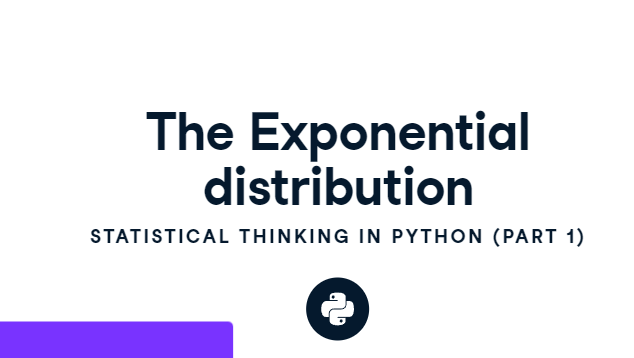 The Exponential
distribution
STATISTICAL THINKING IN PYTHON (PART 1)